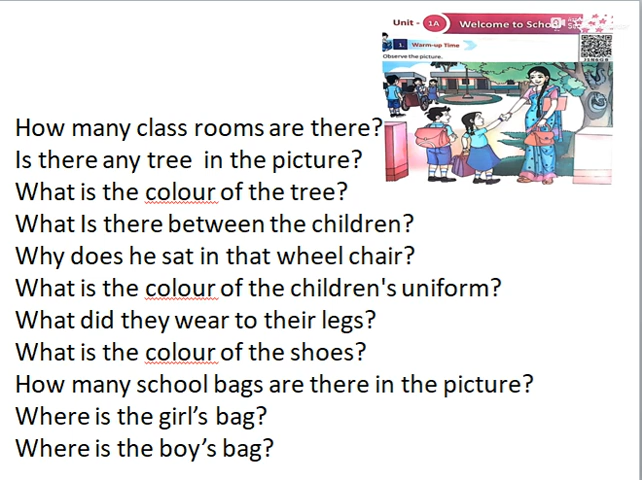 Unit - 1A Welcome to School
1. Warm-up Time
Observe the picture.
J1N6Q8
How many class rooms are there?
Is there any tree in the picture?
What is the colour of the tree?
What Is there between the children?
Why does he sat in that wheel chair?
What is the colour of the children's uniform?
What did they wear to their legs?
What is the colour of the shoes?
How many school bags are there in the picture?
Where is the girl's bag?
Where is the boy's bag?